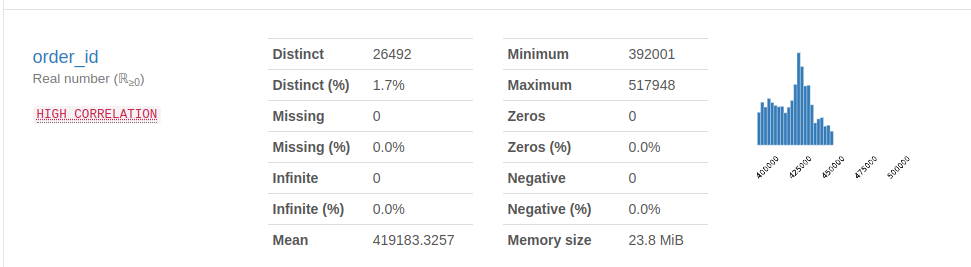 order_id
Real number (ℝ≥0)
HIGH CORRELATION
Distinct 26492
Distinct (%) 1.7%
Missing 0
Missing (%) 0.0%
Infinite 0
Infinite (%) 0.0%
Mean 419183.3257
Minimum 392001
Maximum 517948
Zeros 0
Zeros (%) 0.0%
Negative 0
Negative (%) 0.0%
Memory size 23.8 MiB
400000
425000
450000
475000
500000